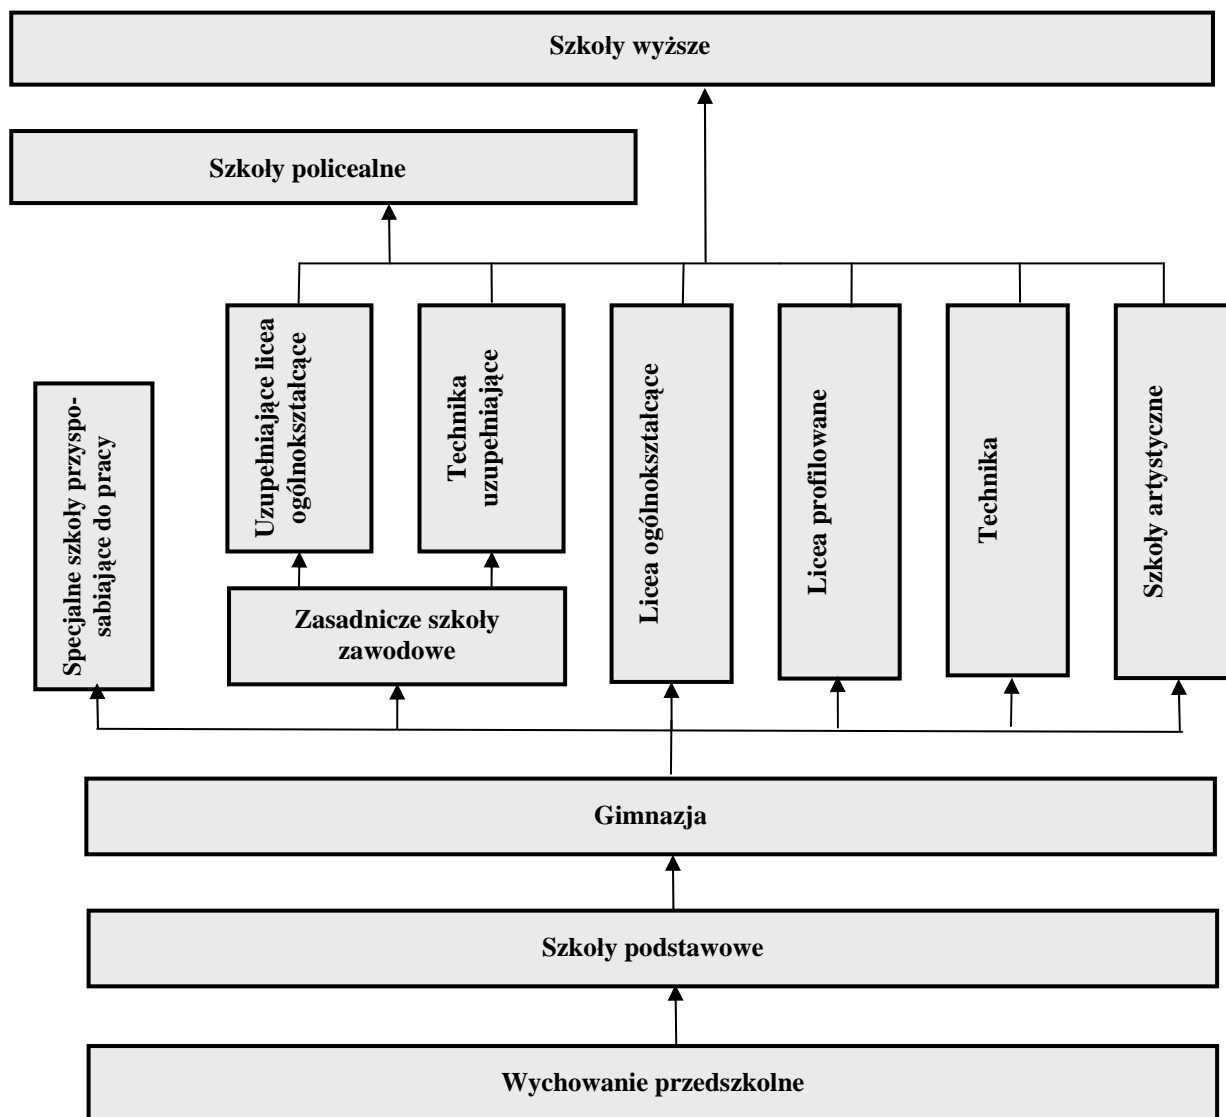 Szkoły wyższe
Szkoły policealne
Specjalne szkoły przyspo-
sabiające do pracy
Uzupełniające licea
ogólnokształcące
Technika
uzupełniające
Licea ogólnokształcące
Licea profilowane
Technika
Szkoły artystyczne
Zasadnicze szkoły
zawodowe
Gimnazja
Szkoły podstawowe
Wychowanie przedszkolne